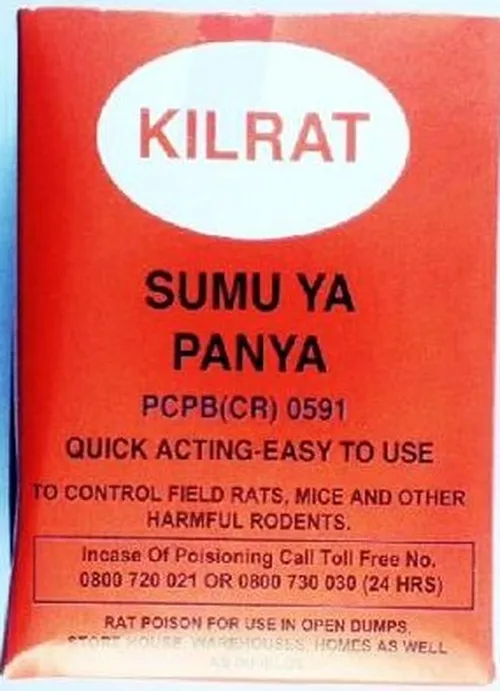 KILRAT
SUMU YA
PANYA
PCPB(CR) 0591
QUICK ACTING-EASY TO USE
TO CONTROL FIELD RATS, MICE AND OTHER
HARMFUL RODENTS.
Incase Of Poisioning Call Toll Free No.
0800 720 021 OR 0800 730 030 (24 HRS)
RAT POISON FOR USE IN OPEN DUMPS,
STORE HOUSE, WAREHOUSES, HOMES AS WELL